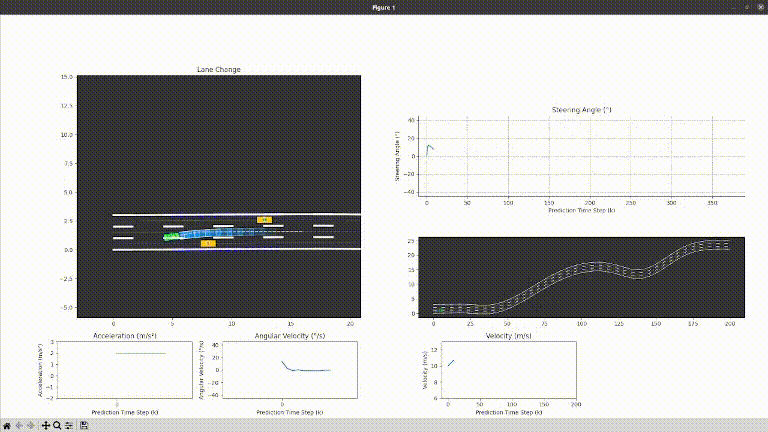 Figure 1
Lane Change
15.0
12.5
10.0
7.5
5.0
2.5
0.0
−2.5
−5.0
0 5 10 15 20
Steering Angle (°)
Steering Angle (°)
40
20
0
−20
−40
0 50 100 150 200 250 300 350
Prediction Time Step (k)
25
20
15
10
5
0
0 25 50 75 100 125 150 175 200
Acceleration (m/s²)
Acceleration (m/s²)
3
2
1
0
−1
−2
0
Prediction Time Step (k)
Angular Velocity (°/s)
Angular Velocity (°/s)
40
20
0
−20
−40
0
Prediction Time Step (k)
Velocity (m/s)
Velocity (m/s)
12
10
8
6
0 50 100 150 200
Prediction Time Step (k)